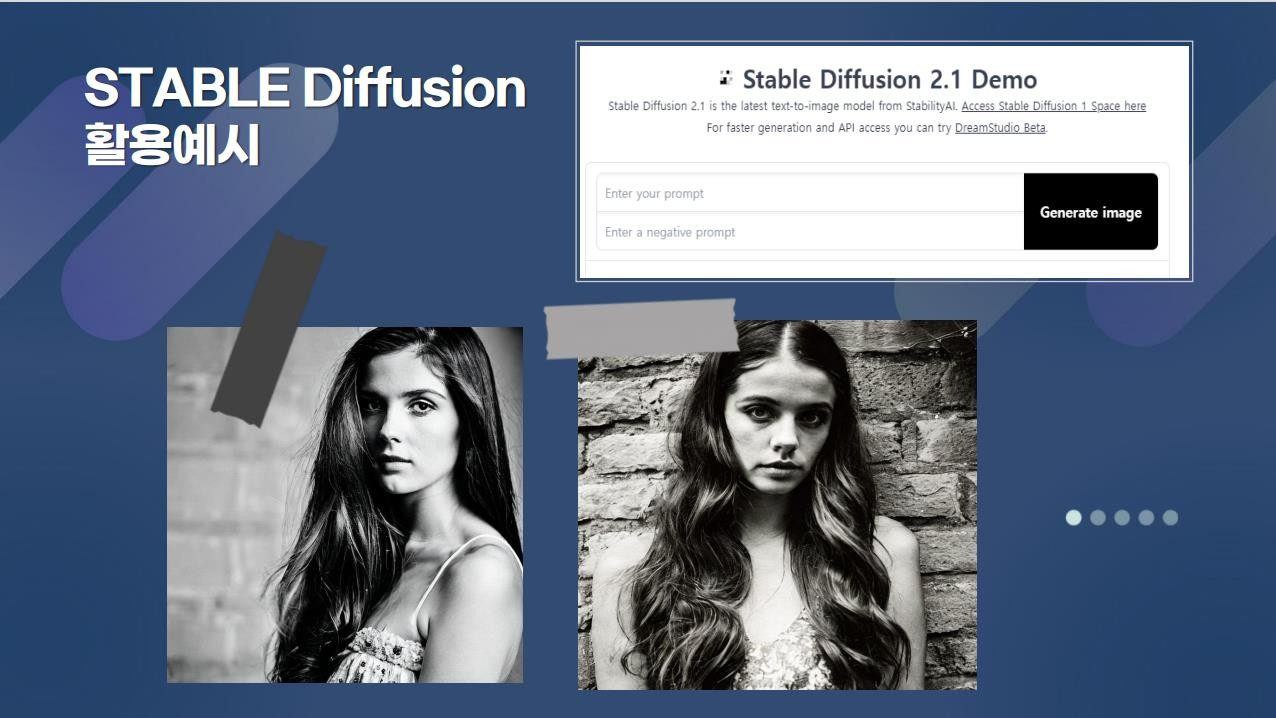 STABLE Diffusion
활용예시
Stable Diffusion 2.1 Demo
Stable Diffusion 2.1 is the latest text-to-image model from StabilityAI. Access Stable Diffusion 1 Space here
For faster generation and API access you can try DreamStudio Beta.
Enter your prompt
Enter a negative prompt
Generate image